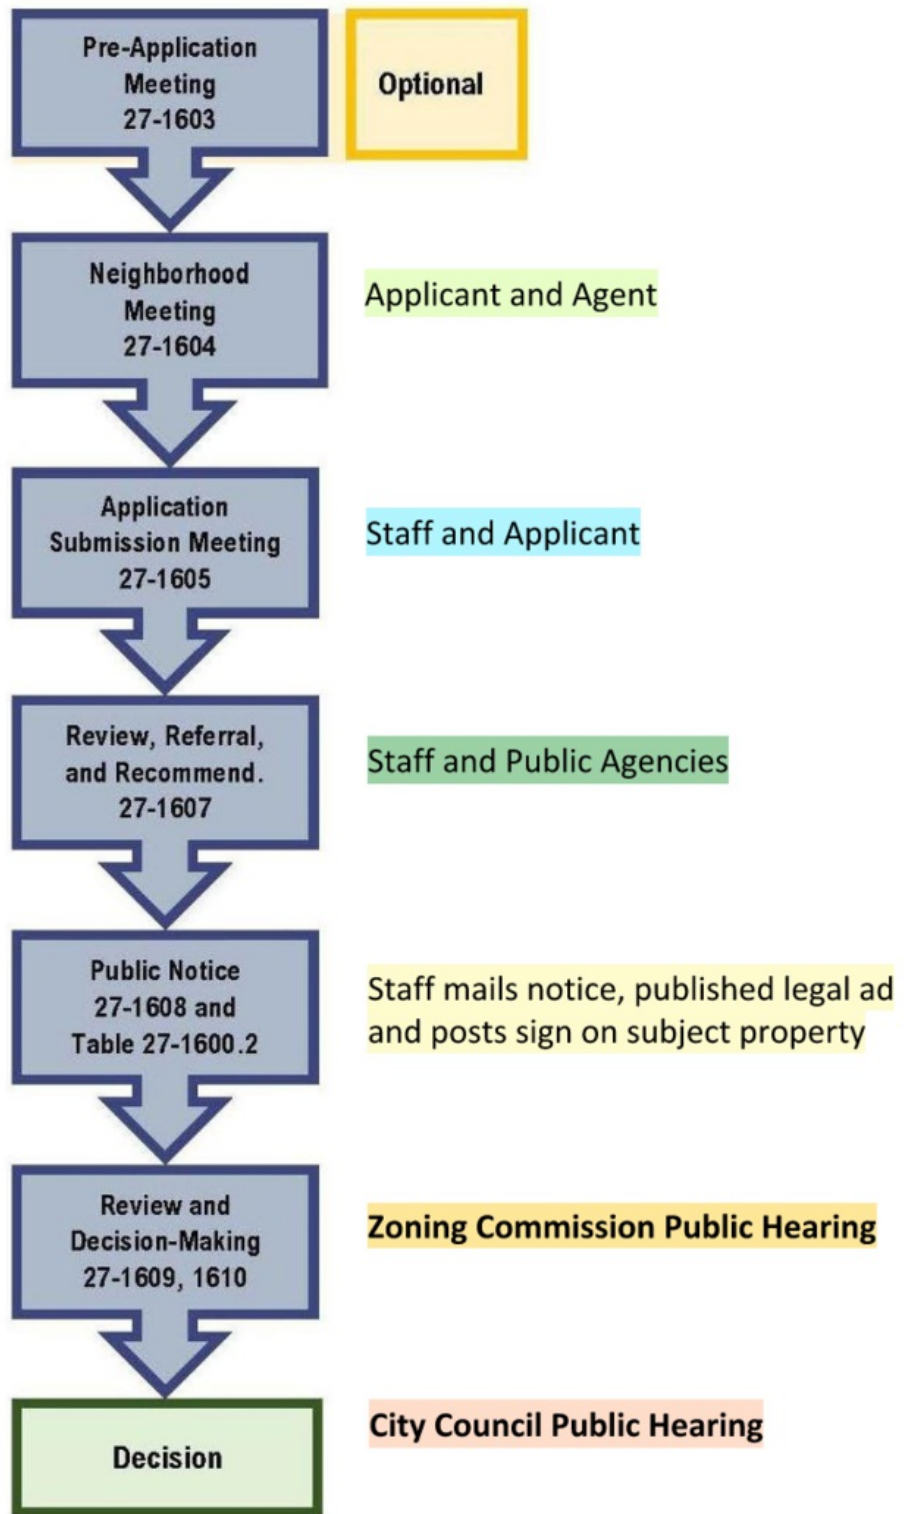 Pre-Application
Meeting
27-1603
Optional
Neighborhood
Meeting
27-1604
Applicant and Agent
Application
Submission Meeting
27-1605
Staff and Applicant
Review, Referral,
and Recommend.
27-1607
Staff and Public Agencies
Public Notice
27-1608 and
Table 27-1600.2
Staff mails notice, published legal ad
and posts sign on subject property
Review and
Decision-Making
27-1609, 1610
Zoning Commission Public Hearing
Decision
City Council Public Hearing